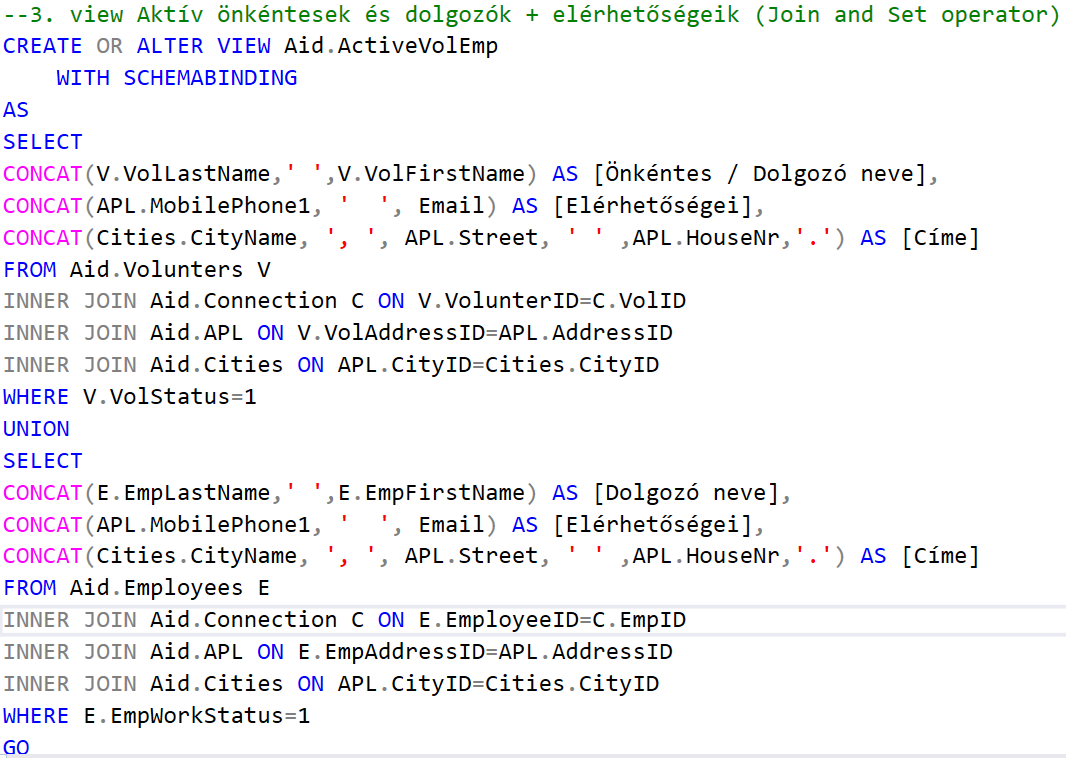 --3. view Aktív önkéntesek és dolgozók + elérhetőségeik (Join and Set operator)
CREATE OR ALTER VIEW Aid.ActiveVolEmp
WITH SCHEMABINDING
AS
SELECT
CONCAT(V.VolLastName,' ',V.VolFirstName) AS [Önkéntes / Dolgozó neve],
CONCAT(APL.MobilePhone1, '  ', Email) AS [Elérhetőségei],
CONCAT(Cities.CityName, ', ', APL.Street, ' ' ,APL.HouseNr,'.') AS [Címe]
FROM Aid.Volunters V
INNER JOIN Aid.Connection C ON V.VolunterID=C.VolID
INNER JOIN Aid.APL ON V.VolAddressID=APL.AddressID
INNER JOIN Aid.Cities ON APL.CityID=Cities.CityID
WHERE V.VolStatus=1
UNION
SELECT
CONCAT(E.EmpLastName,' ',E.EmpFirstName) AS [Dolgozó neve],
CONCAT(APL.MobilePhone1, '  ', Email) AS [Elérhetőségei],
CONCAT(Cities.CityName, ', ', APL.Street, ' ' ,APL.HouseNr,'.') AS [Címe]
FROM Aid.Employees E
INNER JOIN Aid.Connection C ON E.EmployeeID=C.EmpID
INNER JOIN Aid.APL ON E.EmpAddressID=APL.AddressID
INNER JOIN Aid.Cities ON APL.CityID=Cities.CityID
WHERE E.EmpWorkStatus=1
GO